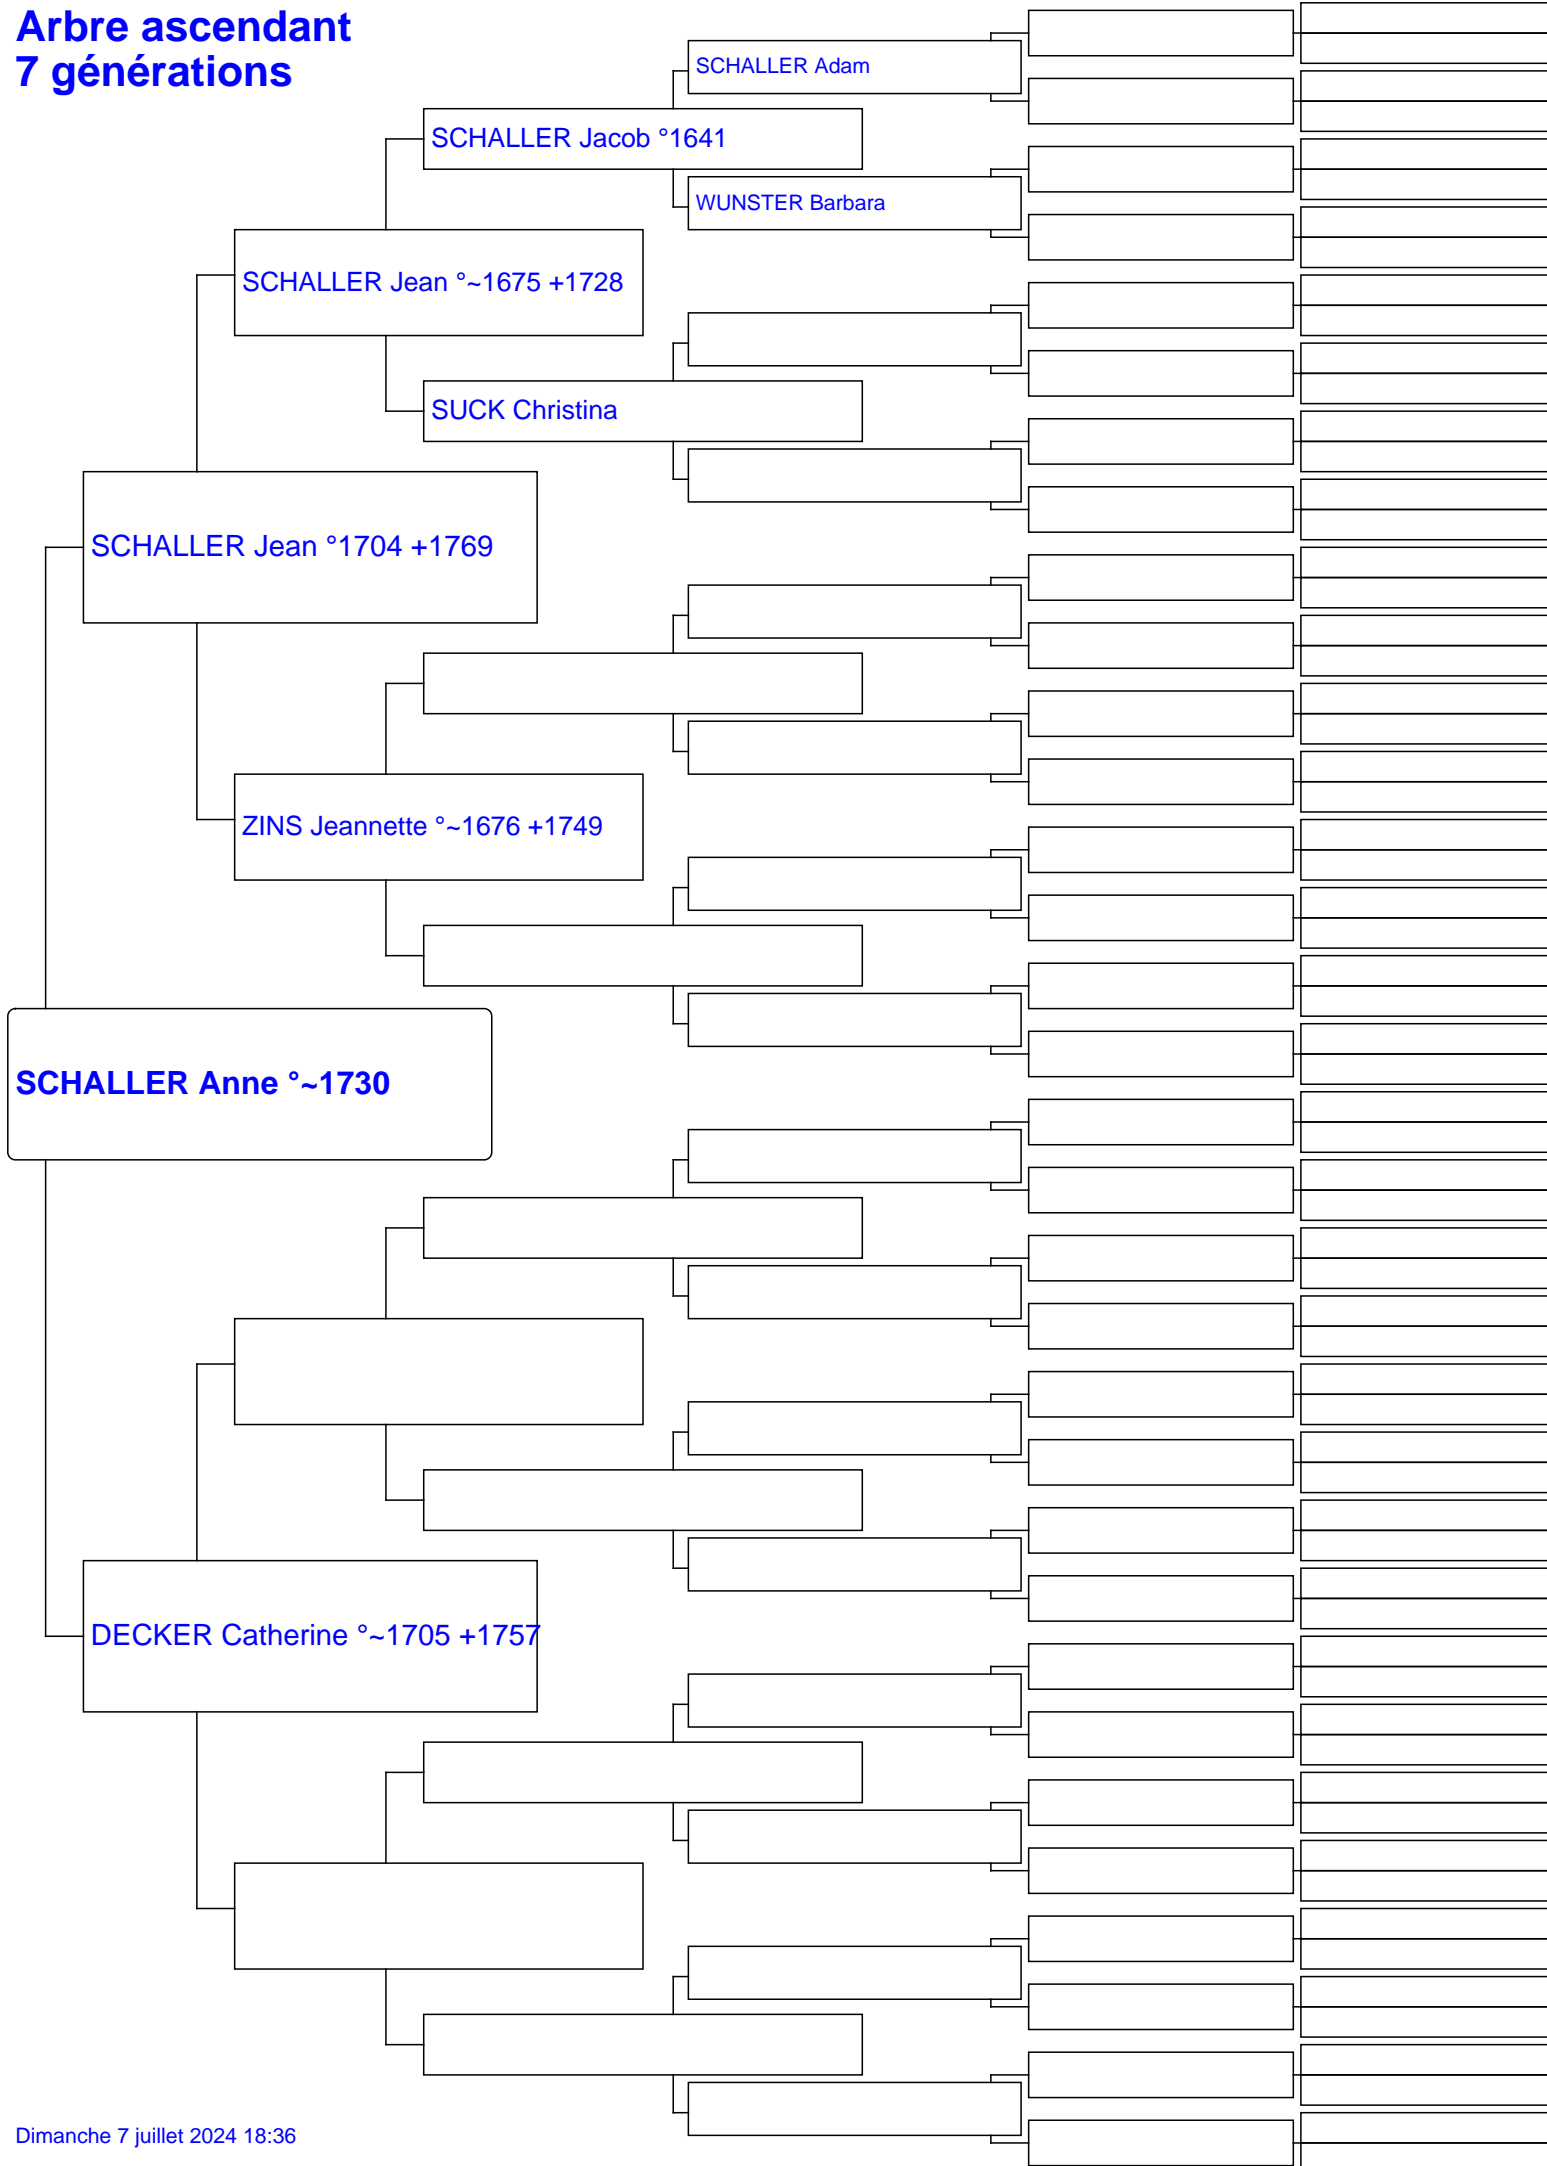 Arbre ascendant
7 générations
SCHALLER Adam
SCHALLER Jacob °1641
WUNSTER Barbara
SCHALLER Jean °~1675 +1728
SUCK Christina
SCHALLER Jean °1704 +1769
ZINS Jeannette °~1676 +1749
SCHALLER Anne °~1730
DECKER Catherine °~1705 +1757
Dimanche 7 juillet 2024 18:36